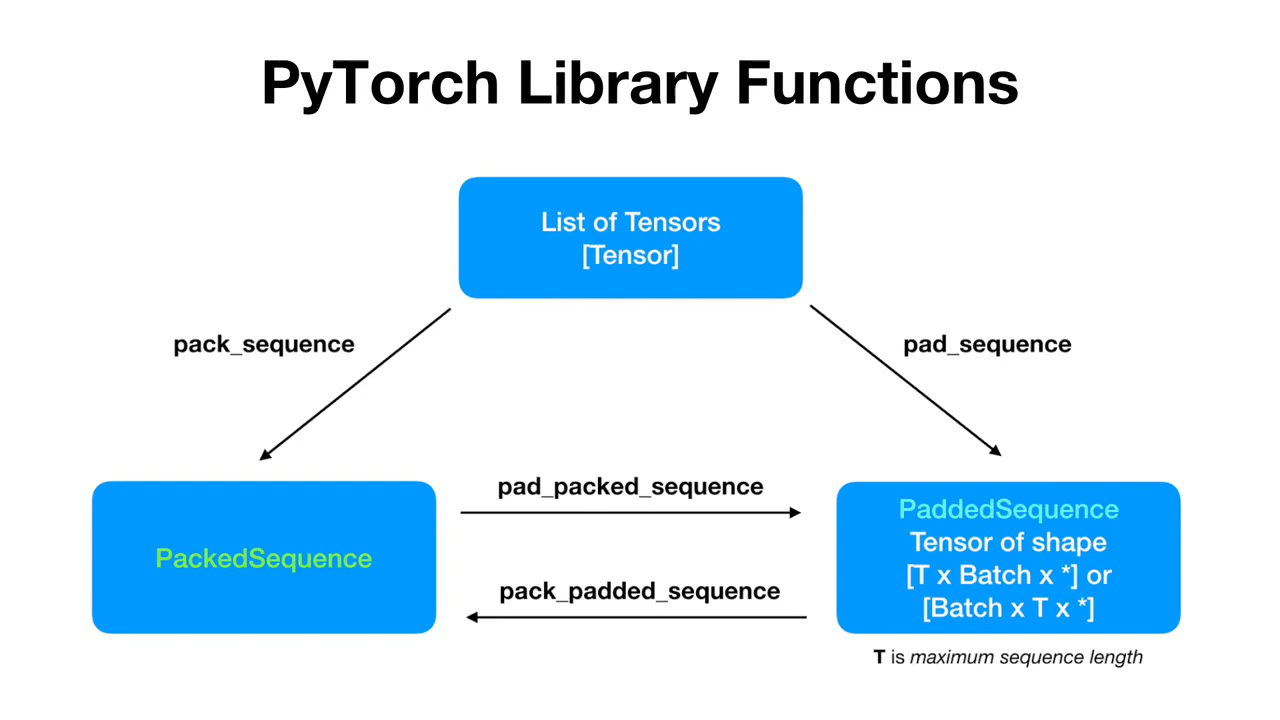 PyTorch Library Functions
List of Tensors
[Tensor]
pack_sequence
pad_sequence
pad_packed_sequence
PackedSequence
pack_padded_sequence
PaddedSequence
Tensor of shape
[T x Batch x *] or
[Batch x T x *]
T is maximum sequence length